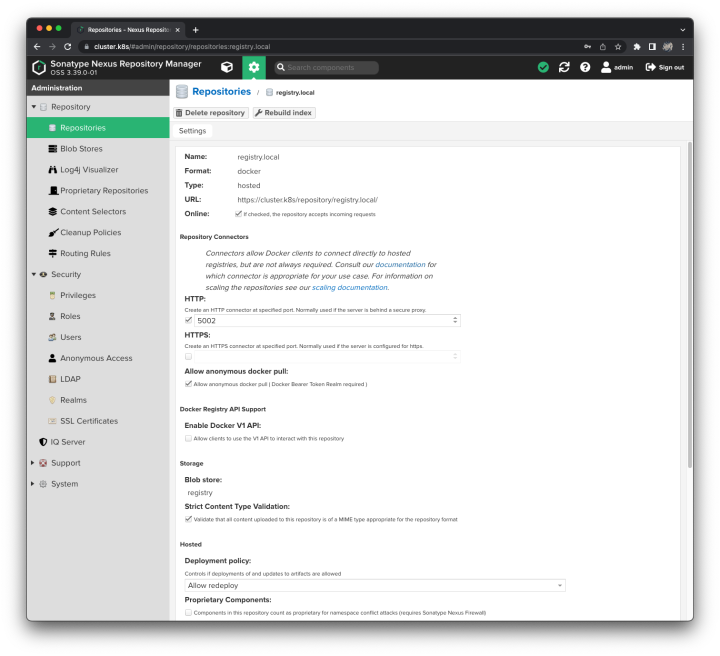 Repositories - Nexus Reposito
cluster.k8s/#admin/repository/repositories:registry.local
Sonatype Nexus Repository Manager
OSS 3.39.0-01
Search components
admin
Sign out
Administration
Repository
Repositories
Blob Stores
Log4j Visualizer
Proprietary Repositories
Content Selectors
Cleanup Policies
Routing Rules
Security
Privileges
Roles
Users
Anonymous Access
LDAP
Realms
SSL Certificates
IQ Server
Support
System
Repositories / registry.local
Delete repository
Rebuild index
Settings
Name: registry.local
Format: docker
Type: hosted
URL: https://cluster.k8s/repository/registry.local/
Online: If checked, the repository accepts incoming requests
Repository Connectors
Connectors allow Docker clients to connect directly to hosted
registries, but are not always required. Consult our documentation for
which connector is appropriate for your use case. For information on
scaling the repositories see our scaling documentation.
HTTP:
Create an HTTP connector at specified port. Normally used if the server is behind a secure proxy.
5002
HTTPS:
Create an HTTPS connector at specified port. Normally used if the server is configured for https.
Allow anonymous docker pull:
Allow anonymous docker pull ( Docker Bearer Token Realm required )
Docker Registry API Support
Enable Docker V1 API:
Allow clients to use the V1 API to interact with this repository
Storage
Blob store:
registry
Strict Content Type Validation:
Validate that all content uploaded to this repository is of a MIME type appropriate for the repository format
Hosted
Deployment policy:
Controls if deployments of and updates to artifacts are allowed
Allow redeploy
Proprietary Components:
Components in this repository count as proprietary for namespace conflict attacks (requires Sonatype Nexus Firewall)